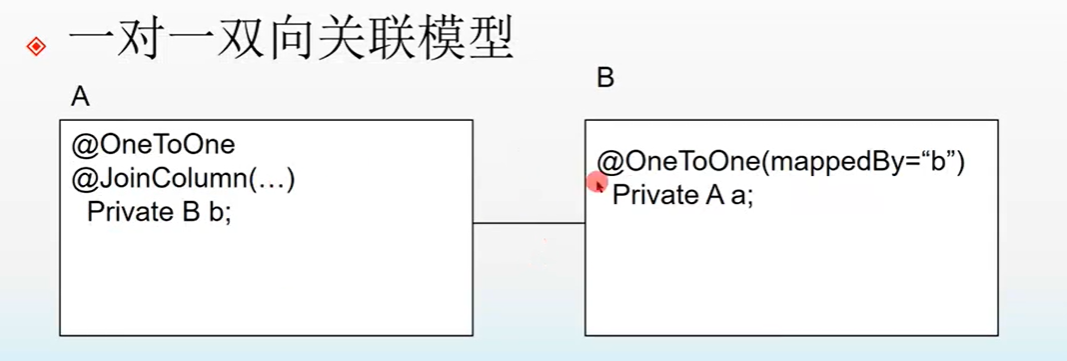 一对一双向关联模型
A
@OneToOne
@JoinColumn(…)
Private B b;
B
@OneToOne(mappedBy=“b”)
Private A a;